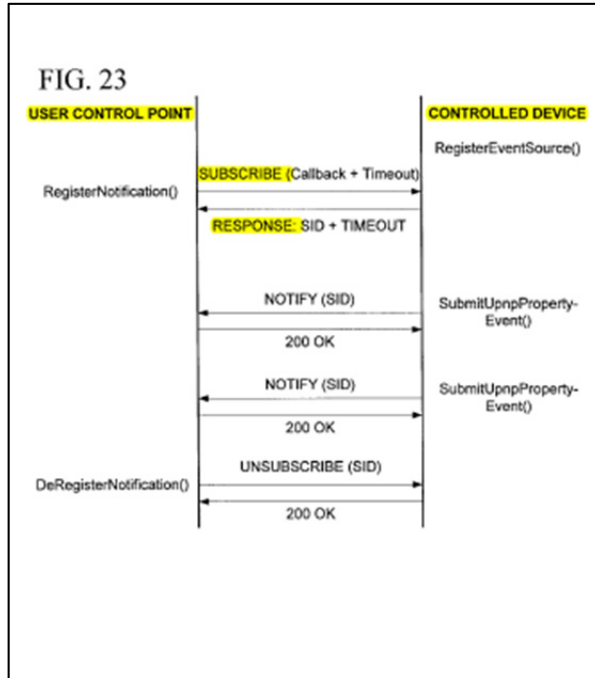 FIG. 23
USER CONTROL POINT
CONTROLLED DEVICE
RegisterEventSource()
SUBSCRIBE (Callback + Timeout)
RegisterNotification()
RESPONSE: SID + TIMEOUT
NOTIFY (SID)
SubmitUpnpProperty-
Event()
200 OK
NOTIFY (SID)
SubmitUpnpProperty-
Event()
200 OK
UNSUBSCRIBE (SID)
DeRegisterNotification()
200 OK